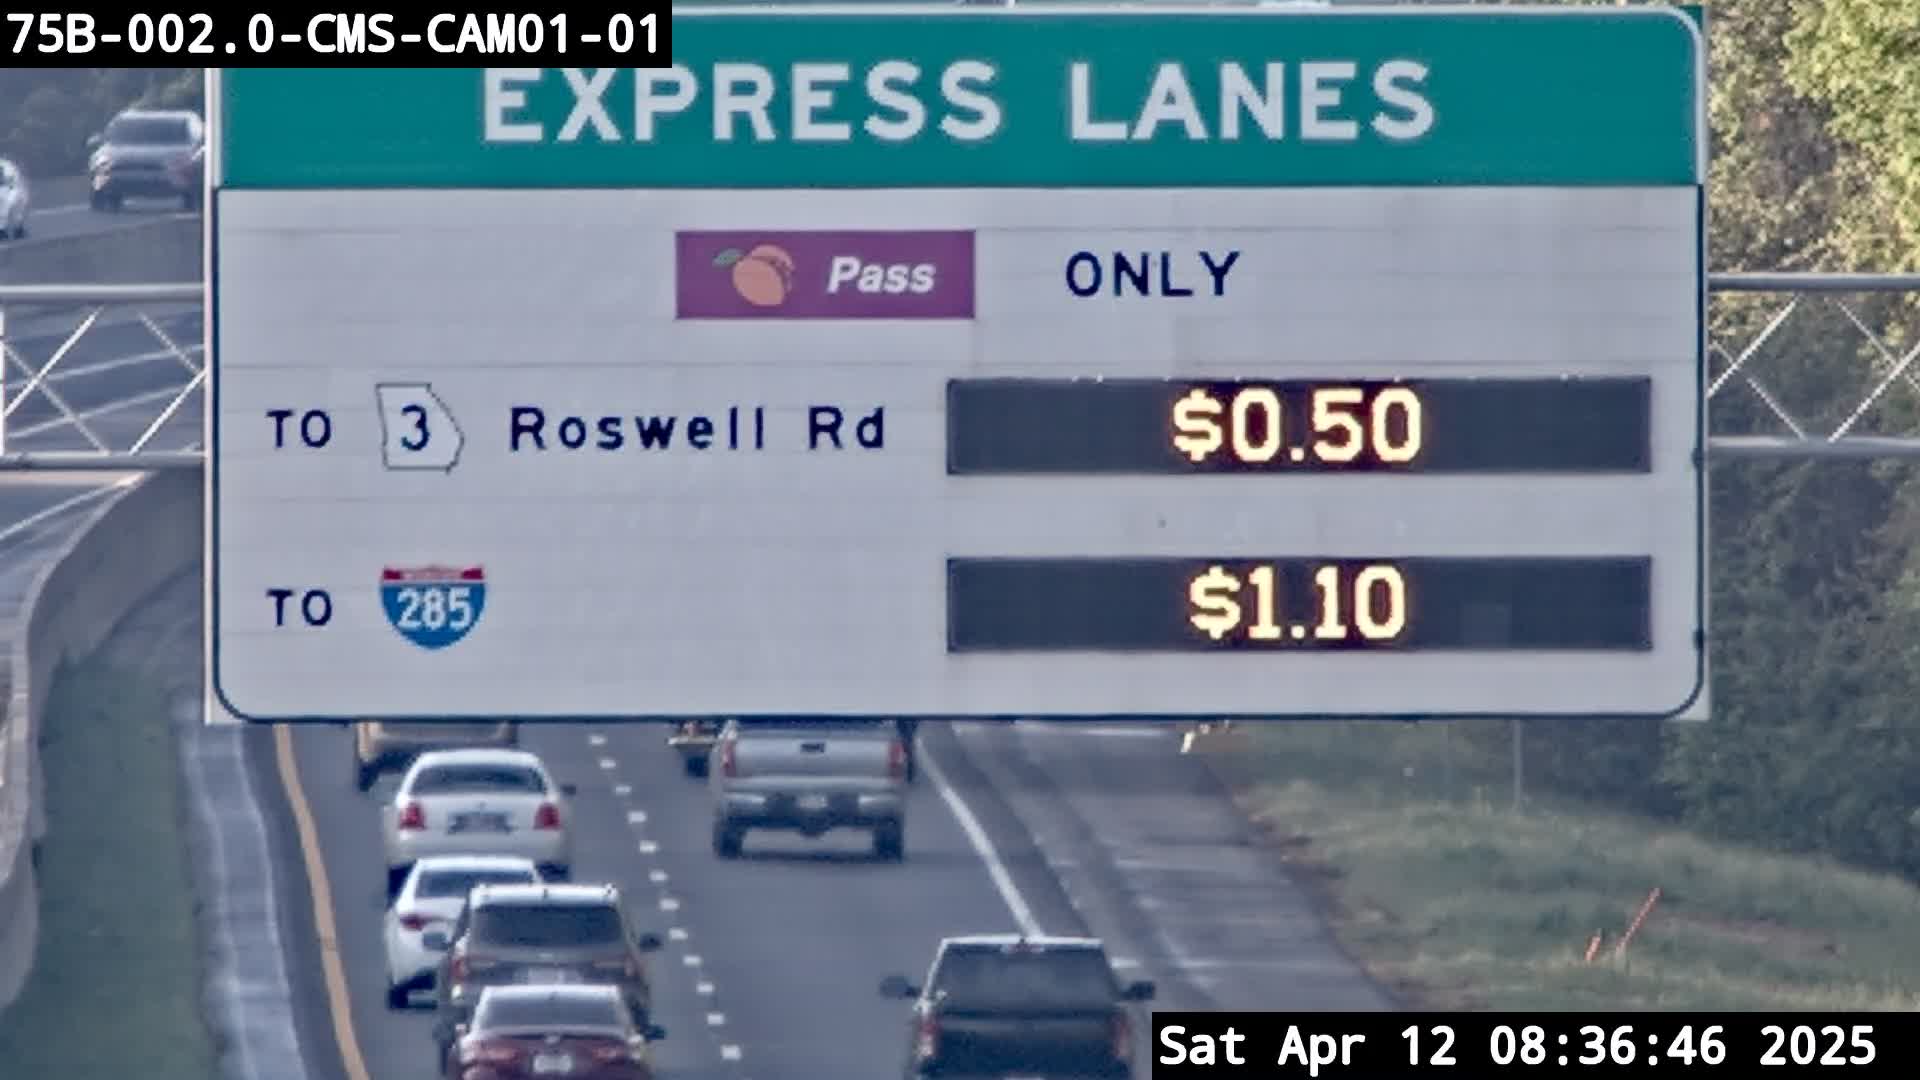 75B-002.0-CMS-CAM01-01
EXPRESS LANES
Pass ONLY
TO 3 Roswell Rd $0.50
TO 285 $1.10
Sat Apr 12 08:36:46 2025